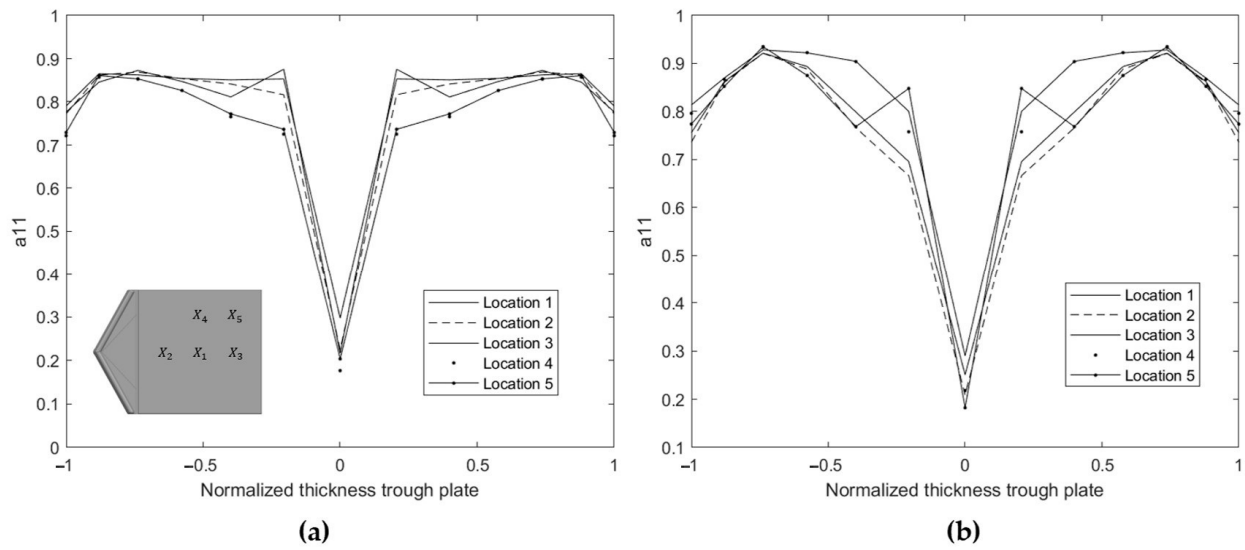 1
0.9
0.8
0.7
0.6
0.5
0.4
0.3
0.2
0.1
0
a11
X4 X5
X2 X1 X3
Location 1
Location 2
Location 3
Location 4
Location 5
−1 −0.5 0 0.5 1
Normalized thickness trough plate
(a)
1
0.9
0.8
0.7
0.6
0.5
0.4
0.3
0.2
0.1
a11
Location 1
Location 2
Location 3
Location 4
Location 5
−1 −0.5 0 0.5 1
Normalized thickness trough plate
(b)